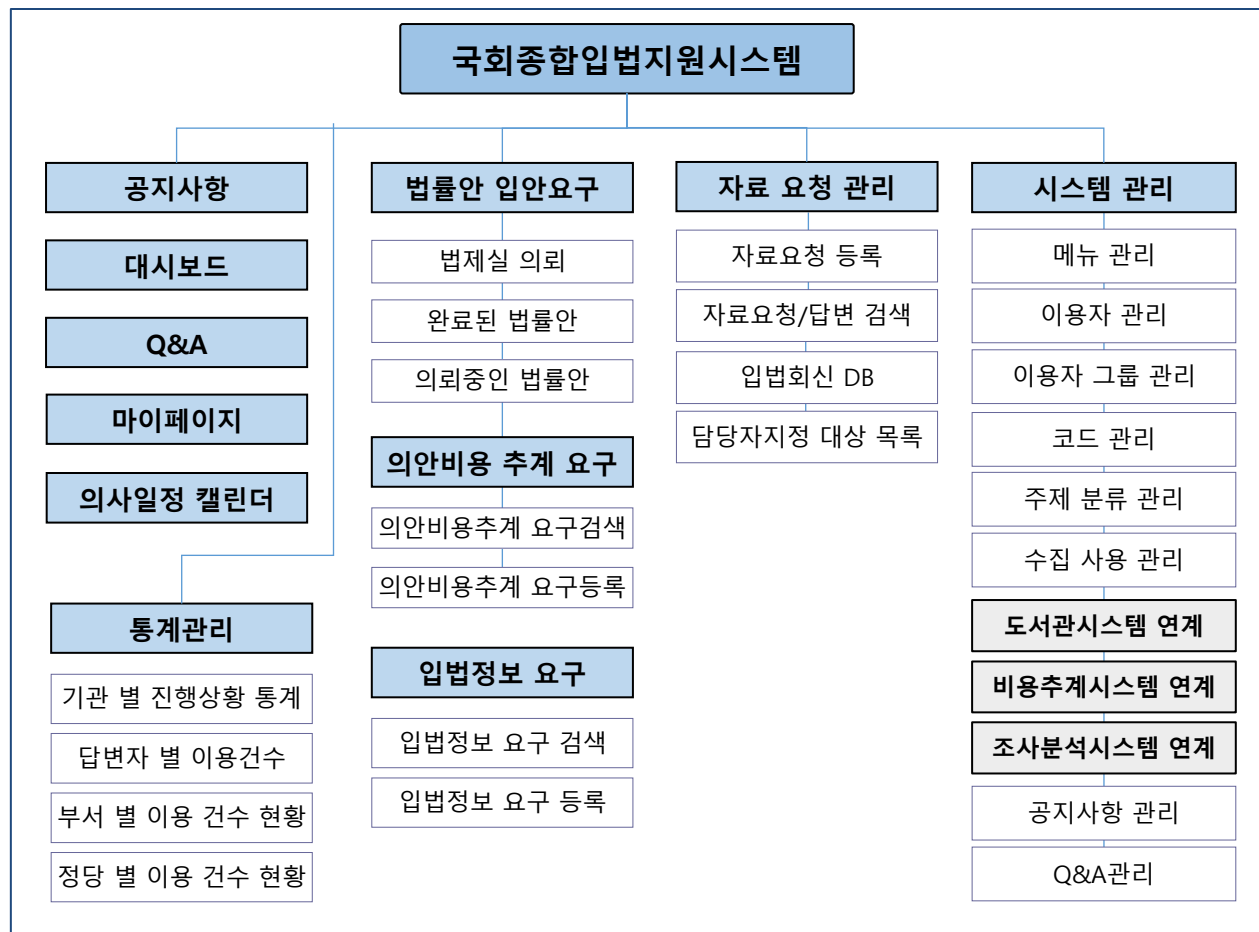 국회종합입법지원시스템
공지사항
대시보드
Q&A
마이페이지
의사일정 캘린더
통계관리
기관 별 진행상황 통계
답변자 별 이용건수
부서 별 이용 건수 현황
정당 별 이용 건수 현황
법률안 입안요구
법제실 의뢰
완료된 법률안
의뢰중인 법률안
의안비용 추계 요구
의안비용추계 요구검색
의안비용추계 요구등록
입법정보 요구
입법정보 요구 검색
입법정보 요구 등록
자료 요청 관리
자료요청 등록
자료요청/답변 검색
입법회신 DB
담당자지정 대상 목록
시스템 관리
메뉴 관리
이용자 관리
이용자 그룹 관리
코드 관리
주제 분류 관리
수집 사용 관리
도서관시스템 연계
비용추계시스템 연계
조사분석시스템 연계
공지사항 관리
Q&A관리